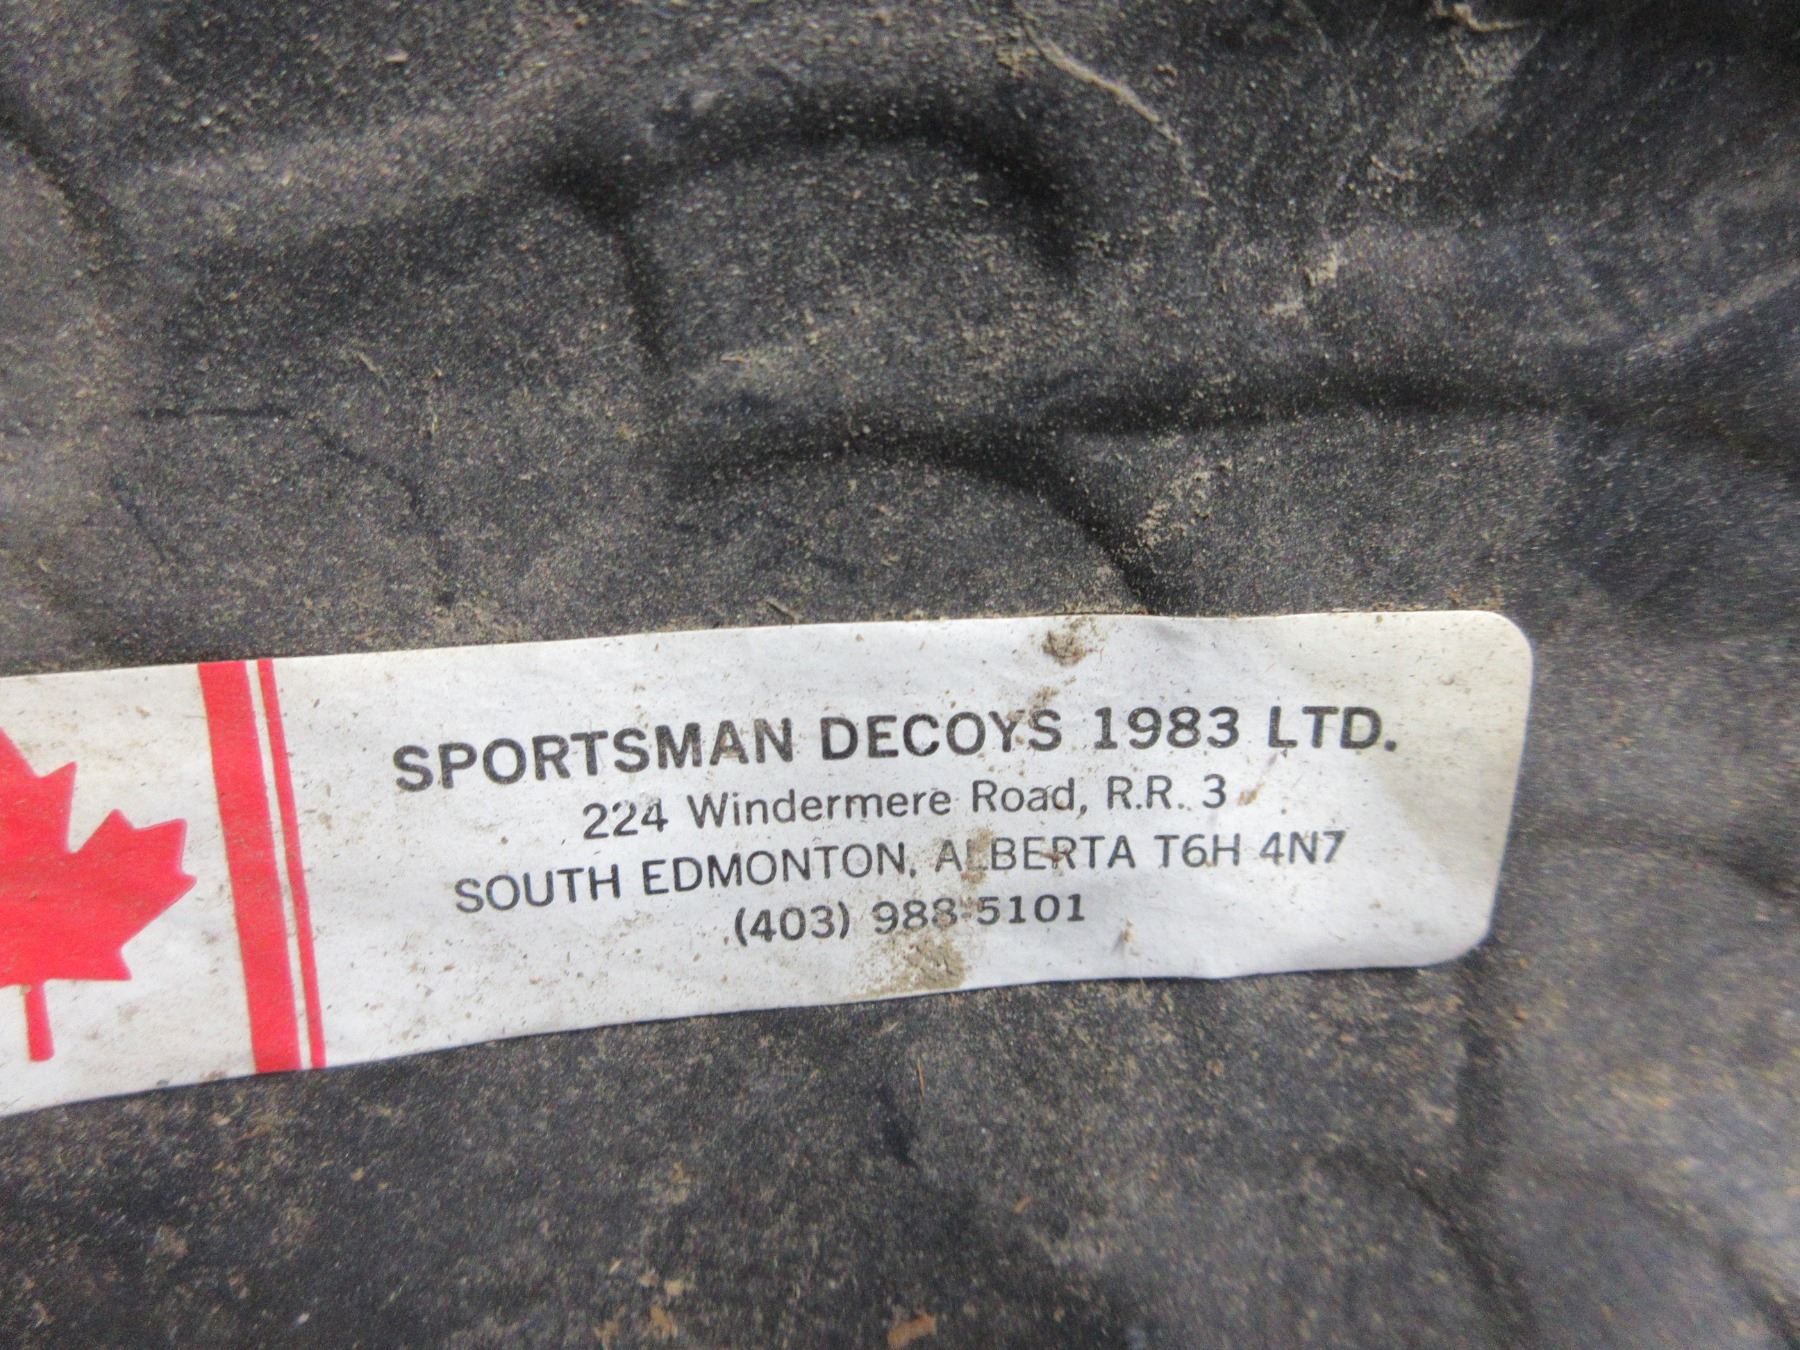 SPORTSMAN DECOYS 1983 LTD.
224 Windermere Road, R.R. 3
SOUTH EDMONTON, ALBERTA T6H 4N7
(403) 988-5101